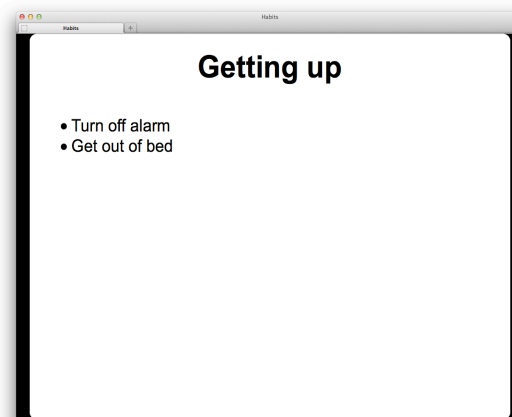 Habits
Habits
Getting up
• Turn off alarm
• Get out of bed